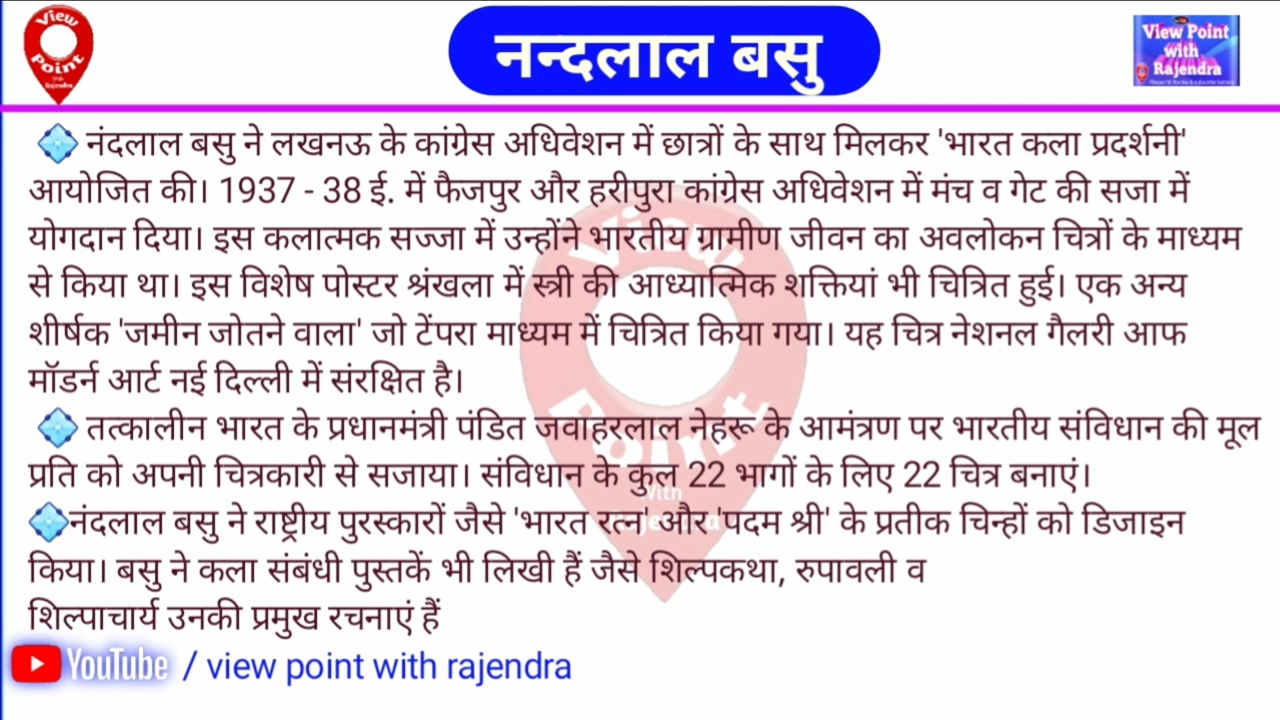 View Point With Rajendra
नन्दलाल बसु
View Point
with
Rajendra
नंदलाल बसु ने लखनऊ के कांग्रेस अधिवेशन में छात्रों के साथ मिलकर 'भारत कला प्रदर्शनी'
आयोजित की। 1937 - 38 ई. में फैजपुर और हरीपुरा कांग्रेस अधिवेशन में मंच व गेट की सजा में
योगदान दिया। इस कलात्मक सज्जा में उन्होंने भारतीय ग्रामीण जीवन का अवलोकन चित्रों के माध्यम
से किया था। इस विशेष पोस्टर श्रंखला में स्त्री की आध्यात्मिक शक्तियां भी चित्रित हुई। एक अन्य
शीर्षक 'जमीन जोतने वाला' जो टेंपरा माध्यम में चित्रित किया गया। यह चित्र नेशनल गैलरी आफ
मॉडर्न आर्ट नई दिल्ली में संरक्षित है।
तत्कालीन भारत के प्रधानमंत्री पंडित जवाहरलाल नेहरू के आमंत्रण पर भारतीय संविधान की मूल
प्रति को अपनी चित्रकारी से सजाया। संविधान के कुल 22 भागों के लिए 22 चित्र बनाएं।
नंदलाल बसु ने राष्ट्रीय पुरस्कारों जैसे 'भारत रत्न और 'पदम श्री' के प्रतीक चिन्हों को डिजाइन
किया। बसु ने कला संबंधी पुस्तकें भी लिखी हैं जैसे शिल्पकथा, रुपावली व
शिल्पाचार्य उनकी प्रमुख रचनाएं हैं
YouTube / view point with rajendra